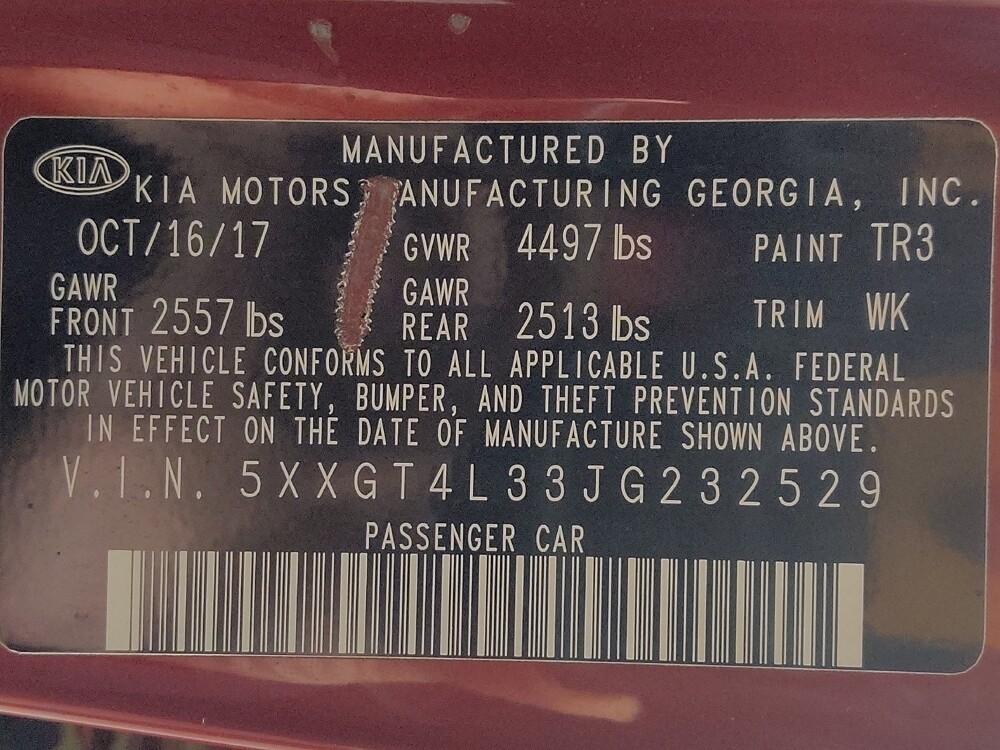 MANUFACTURED BY
KIA
KIA MOTORS ANUFACTURING GEORGIA, INC.
OCT/16/17 GVWR 4497 lbs PAINT TR3
GAWR FRONT 2557 lbs GAWR REAR 2513 lbs TRIM WK
THIS VEHICLE CONFORMS TO ALL APPLICABLE U.S.A. FEDERAL
MOTOR VEHICLE SAFETY, BUMPER, AND THEFT PREVENTION STANDARDS
IN EFFECT ON THE DATE OF MANUFACTURE SHOWN ABOVE.
V.I.N. 5XXGT4L33JG232529
PASSENGER CAR